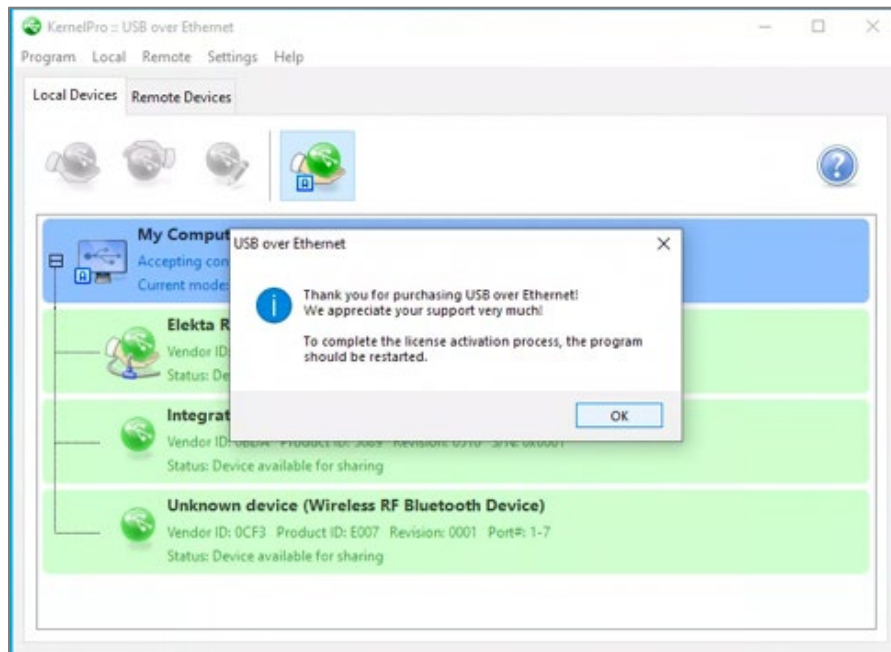 KernelPro :: USB over Ethernet
Program Local Remote Settings Help
Local Devices Remote Devices
My Comput
Accepting con
Current mode:
USB over Ethernet
Thank you for purchasing USB over Ethernet!
We appreciate your support very much!
To complete the license activation process, the program
should be restarted.
OK
Elekta R
Vendor ID:
Status: De
Integrat
Vendor ID:
Status: Device available for sharing
Unknown device (Wireless RF Bluetooth Device)
Vendor ID: 0CF3 Product ID: E007 Revision: 0001 Port#: 1-7
Status: Device available for sharing